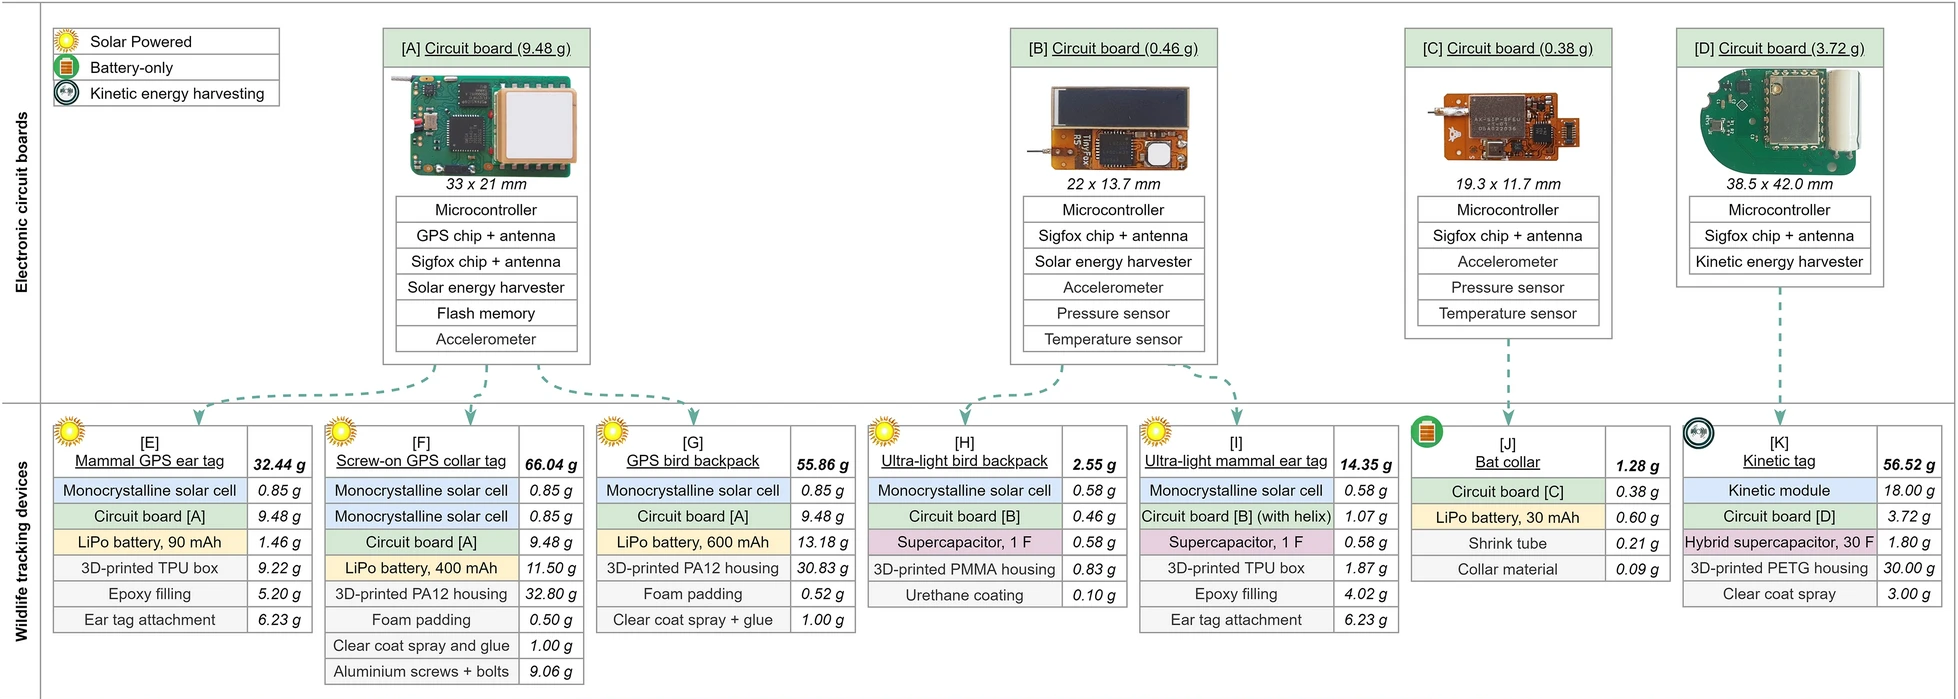 Solar Powered
Battery-only
Kinetic energy harvesting
Electronic circuit boards
[A] Circuit board (9.48 g)
33 x 21 mm
Microcontroller
GPS chip + antenna
Sigfox chip + antenna
Solar energy harvester
Flash memory
Accelerometer
[B] Circuit board (0.46 g)
TinyFox
22 x 13.7 mm
Microcontroller
Sigfox chip + antenna
Solar energy harvester
Accelerometer
Pressure sensor
Temperature sensor
[C] Circuit board (0.38 g)
AX-SIP-SFEU
19.3 x 11.7 mm
Microcontroller
Sigfox chip + antenna
Accelerometer
Pressure sensor
Temperature sensor
[D] Circuit board (3.72 g)
38.5 x 42.0 mm
Microcontroller
Sigfox chip + antenna
Kinetic energy harvester
Wildlife tracking devices
[E]
Mammal GPS ear tag 32.44 g
Monocrystalline solar cell 0.85 g
Circuit board [A] 9.48 g
LiPo battery, 90 mAh 1.46 g
3D-printed TPU box 9.22 g
Epoxy filling 5.20 g
Ear tag attachment 6.23 g
[F]
Screw-on GPS collar tag 66.04 g
Monocrystalline solar cell 0.85 g
Monocrystalline solar cell 0.85 g
Circuit board [A] 9.48 g
LiPo battery, 400 mAh 11.50 g
3D-printed PA12 housing 32.80 g
Foam padding 0.50 g
Clear coat spray and glue 1.00 g
Aluminium screws + bolts 9.06 g
[G]
GPS bird backpack 55.86 g
Monocrystalline solar cell 0.85 g
Circuit board [A] 9.48 g
LiPo battery, 600 mAh 13.18 g
3D-printed PA12 housing 30.83 g
Foam padding 0.52 g
Clear coat spray + glue 1.00 g
[H]
Ultra-light bird backpack 2.55 g
Monocrystalline solar cell 0.58 g
Circuit board [B] 0.46 g
Supercapacitor, 1 F 0.58 g
3D-printed PMMA housing 0.83 g
Urethane coating 0.10 g
[I]
Ultra-light mammal ear tag 14.35 g
Monocrystalline solar cell 0.58 g
Circuit board [B] (with helix) 1.07 g
Supercapacitor, 1 F 0.58 g
3D-printed TPU box 1.87 g
Epoxy filling 4.02 g
Ear tag attachment 6.23 g
[J]
Bat collar 1.28 g
Circuit board [C] 0.38 g
LiPo battery, 30 mAh 0.60 g
Shrink tube 0.21 g
Collar material 0.09 g
[K]
Kinetic tag 56.52 g
Kinetic module 18.00 g
Circuit board [D] 3.72 g
Hybrid supercapacitor, 30 F 1.80 g
3D-printed PETG housing 30.00 g
Clear coat spray 3.00 g